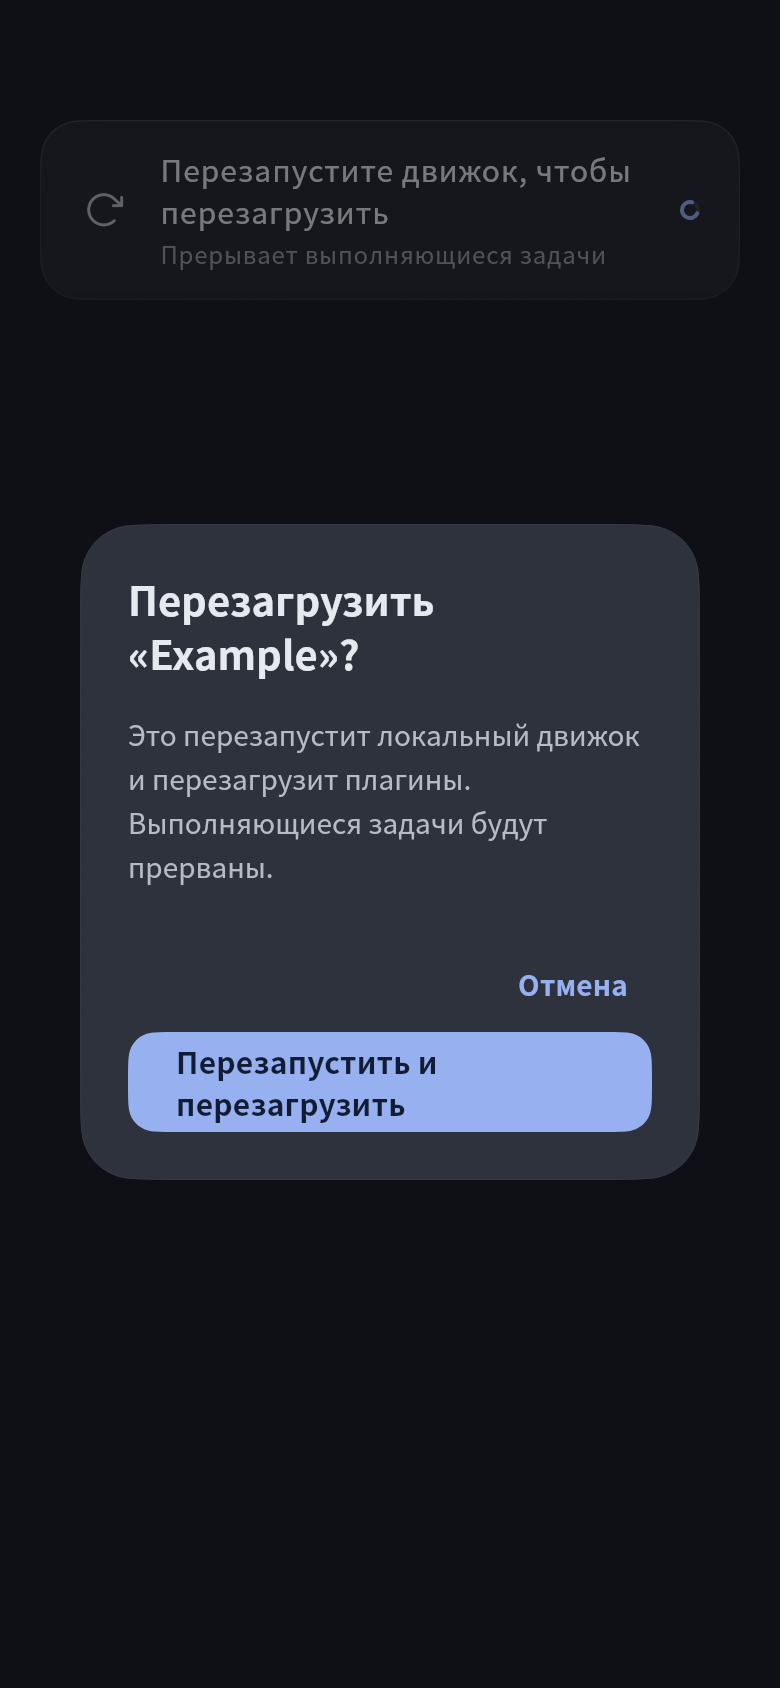 Перезапустите движок, чтобы
перезагрузить
Прерывает выполняющиеся задачи
Перезагрузить
«Example»?
Это перезапустит локальный движок
и перезагрузит плагины.
Выполняющиеся задачи будут
прерваны.
Отмена
Перезапустить и
перезагрузить